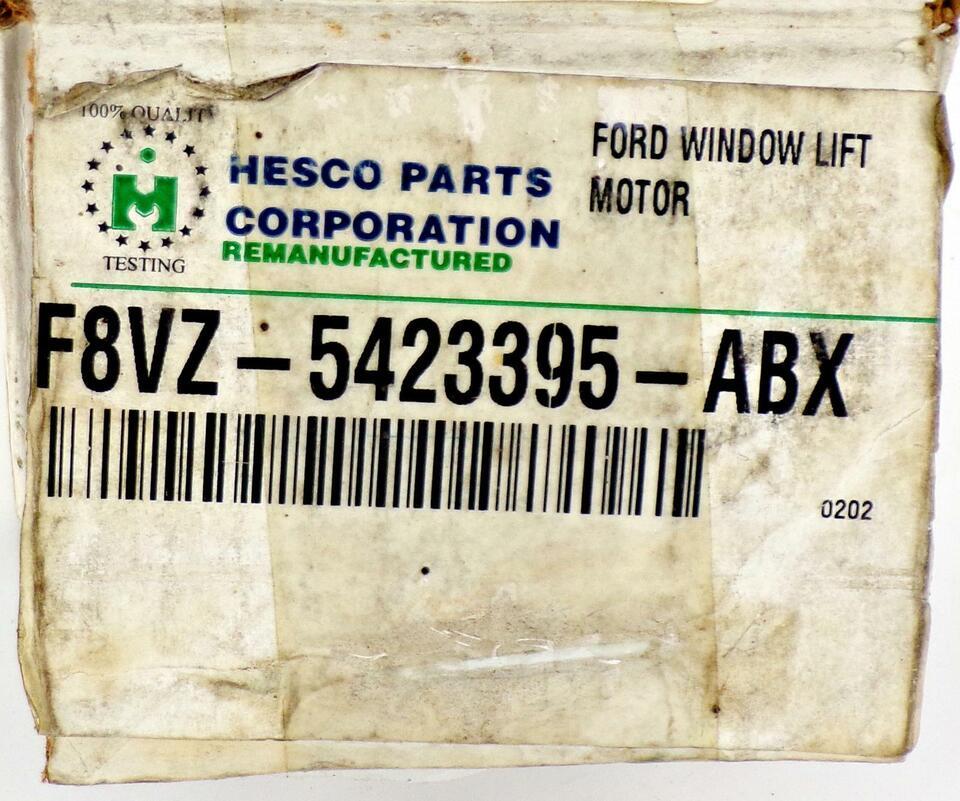 100% QUALITY
TESTING
HESCO PARTS
CORPORATION
REMANUFACTURED
FORD WINDOW LIFT
MOTOR
F8VZ-5423395-ABX
0202